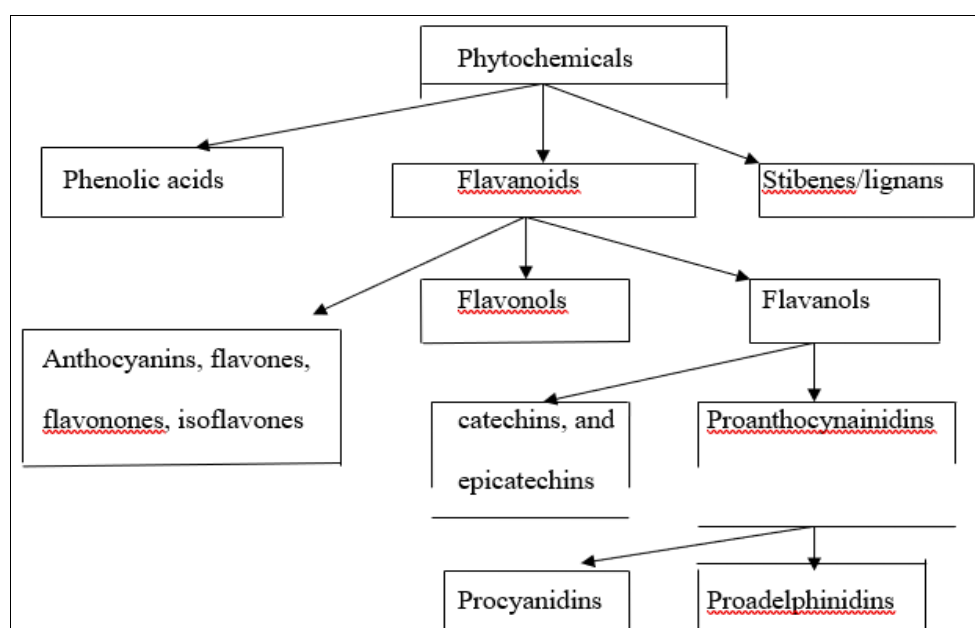 Phytochemicals
Phenolic acids
Flavanoids
Stibenes/lignans
Flavonols
Flavanols
Anthocyanins, flavones,
flavonones, isoflavones
catechins, and
epicatechins
Proanthocynainidins
Procyanidins
Proadelphinidins